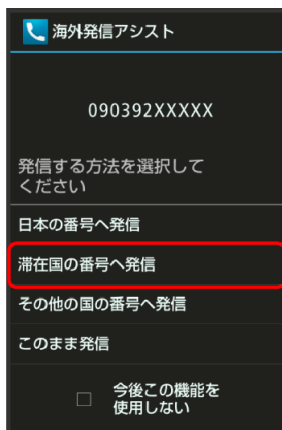 海外発信アシスト
090392XXXXX
発信する方法を選択して
ください
日本の番号へ発信
滞在国の番号へ発信
その他の国の番号へ発信
このまま発信
今後この機能を
使用しない